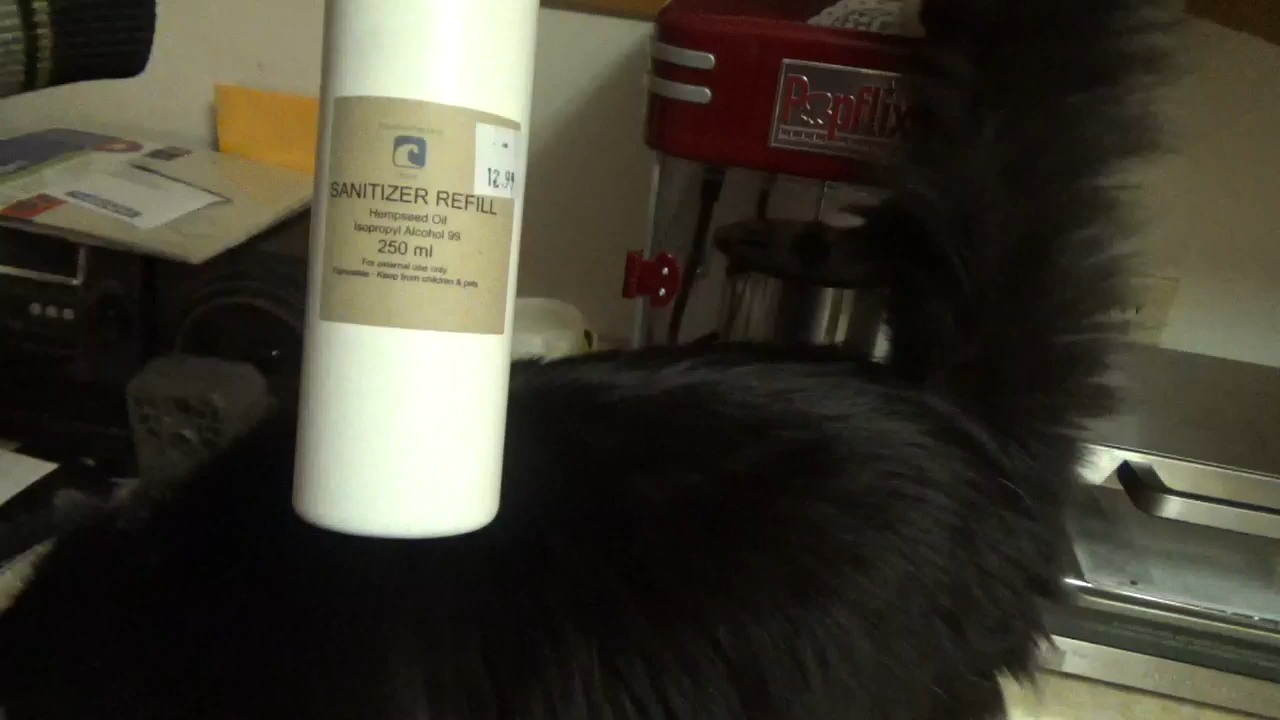 Popflix
12.99
SANITIZER REFILL
Hempseed Oil
Isopropyl Alcohol 99
250 ml
For external use only
Flammable - Keep from children & pets